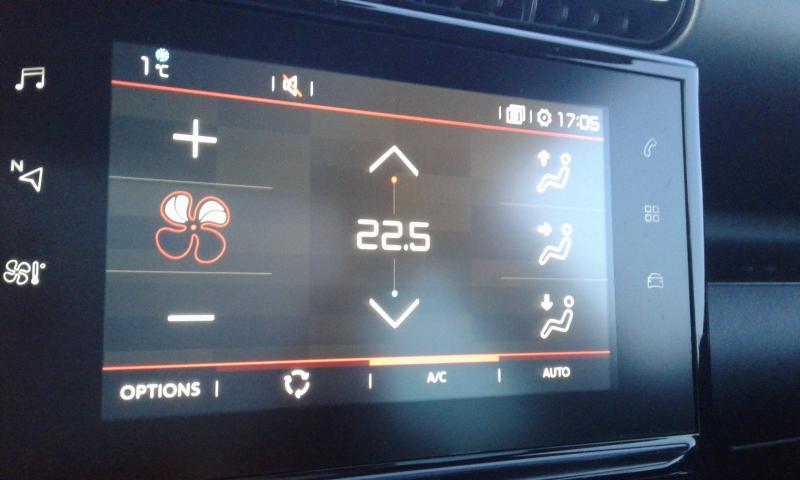 1°C
17:05
N
22.5
OPTIONS
A/C
AUTO